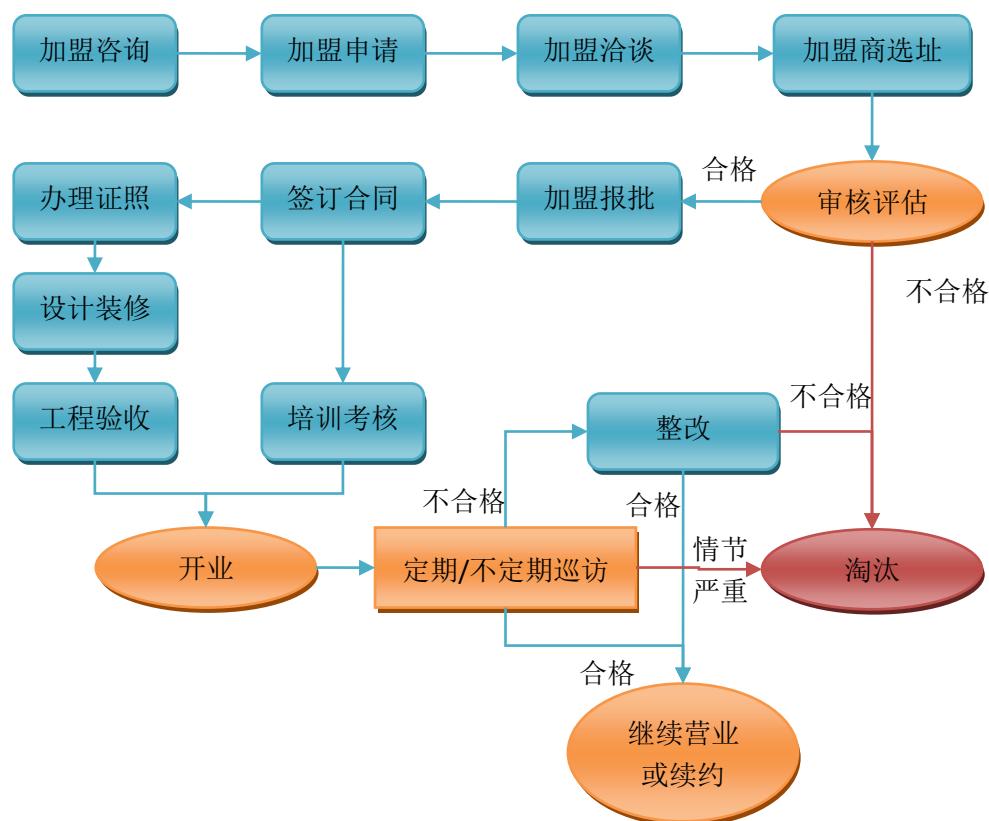 加盟咨询
加盟申请
加盟洽谈
加盟商选址
办理证照
签订合同
加盟报批
合格
审核评估
设计装修
不合格
工程验收
培训考核
整改
不合格
不合格
合格
开业
定期/不定期巡访
情节
严重
淘汰
合格
继续营业
或续约